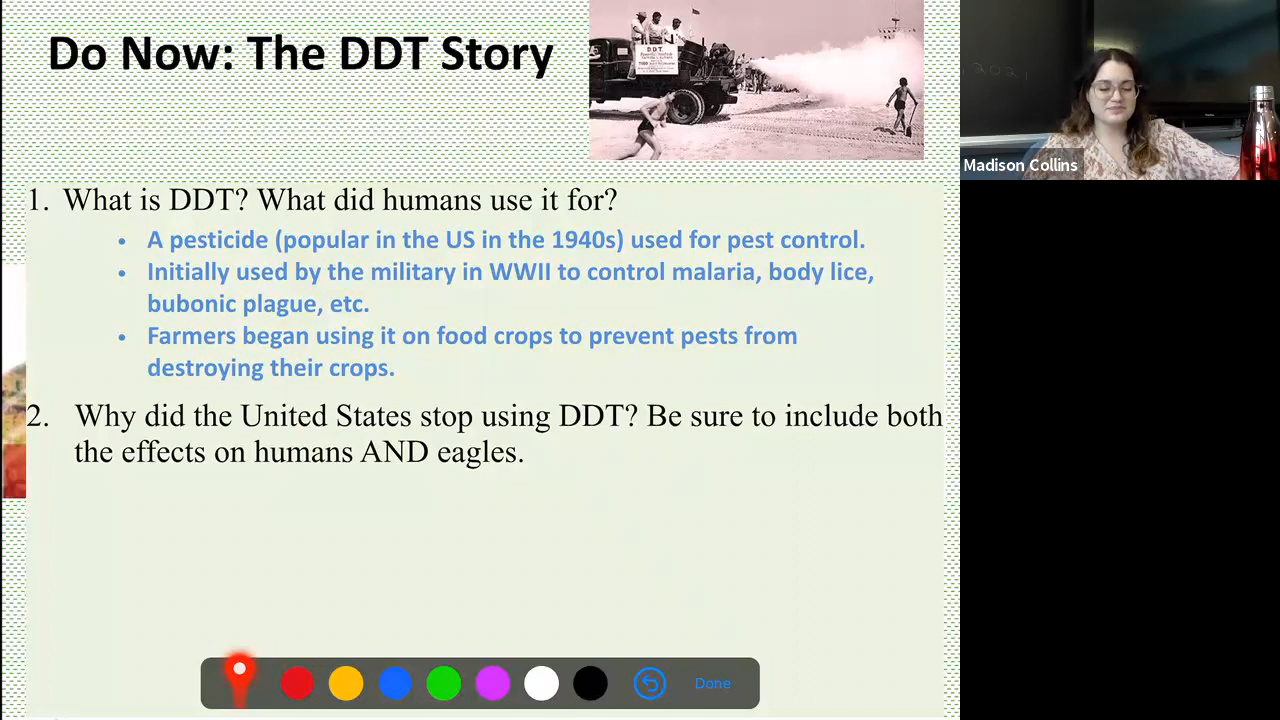 Do Now: The DDT Story
D.D.T.
Madison Collins
1. What is DDT? What did humans use it for?
• A pesticide (popular in the US in the 1940s) used for pest control.
• Initially used by the military in WWII to control malaria, body lice,
bubonic plague, etc.
• Farmers began using it on food crops to prevent pests from
destroying their crops.
2. Why did the United States stop using DDT? Be sure to include both
the effects on humans AND eagles.
Done